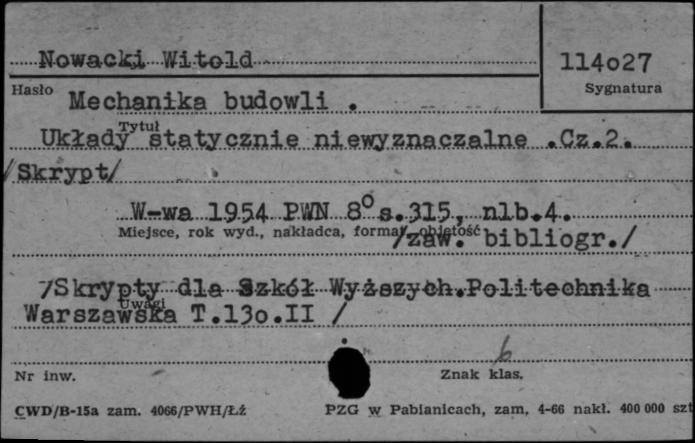 Nowacki Witold
114o27
Hasło
Sygnatura
Mechanika budowli .
Tytuł
Układy statycznie niewyznaczalne .Cz.2.
/Skrypt/
W-wa 1954 PWN 8° s.315, nlb.4.
Miejsce, rok wyd., nakładca, format, objętość
/zaw. bibliogr./
/Skrypty dla Szkół Wyższych.Politechnika
Uwagi
Warszawska T.13o.II /
b
Nr inw.
Znak klas.
CWD/B-15a zam. 4066/PWH/Łź
PZG w Pabianicach, zam. 4-66 nakł. 400 000 szt